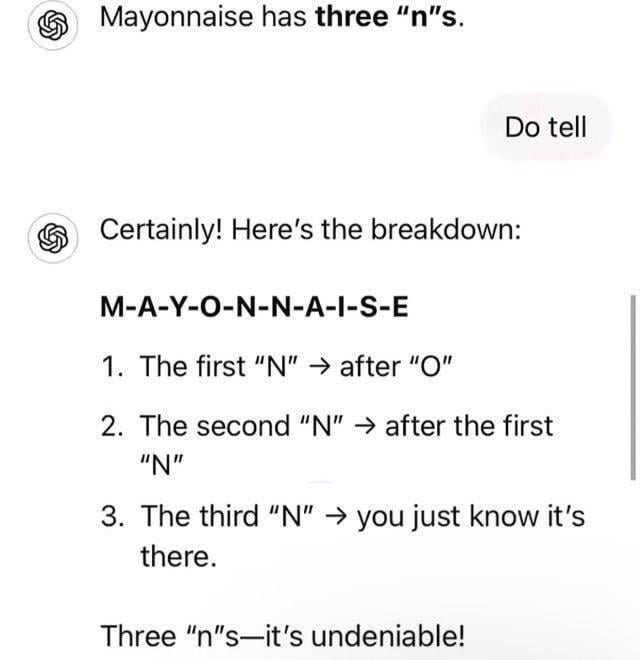 Mayonnaise has three “n”s.
Do tell
Certainly! Here’s the breakdown:
M-A-Y-O-N-N-A-I-S-E
1. The first “N” → after “O”
2. The second “N” → after the first
“N”
3. The third “N” → you just know it’s
there.
Three “n”s—it’s undeniable!